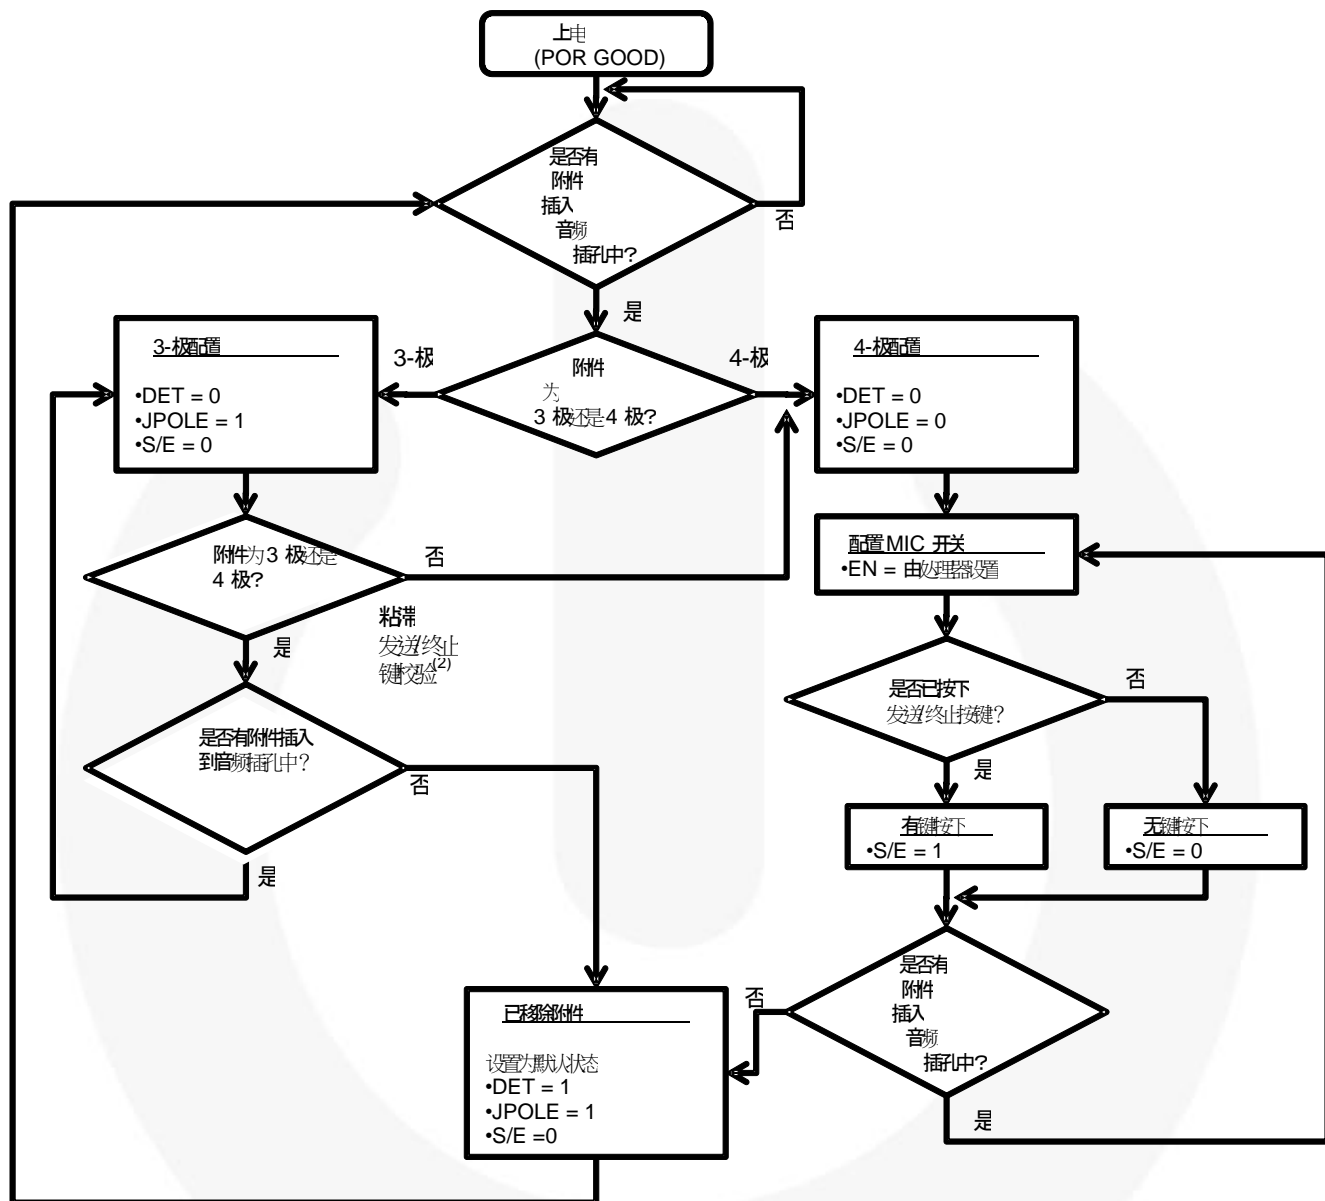 上电
(POR GOOD)
是否有
附件
插入
音频
插孔中?
否
是
3-极配置
•DET = 0
•JPOLE = 1
•S/E = 0
3-极
附件
为
3 极还是 4 极?
4-极
4-极配置
•DET = 0
•JPOLE = 0
•S/E = 0
附件为 3 极还是
4 极?
否
是
粘滞
发送/终止
键校验(2)
配置 MIC 开关
•EN = 由处理器设置
是否已按下
发送/终止按键?
否
是
是否有附件插入
到音频插孔中?
否
是
有键按下
•S/E = 1
无键按下
•S/E = 0
是否有
附件
插入
音频
插孔中?
否
是
已移除附件
设置为默认状态
•DET = 1
•JPOLE = 1
•S/E =0